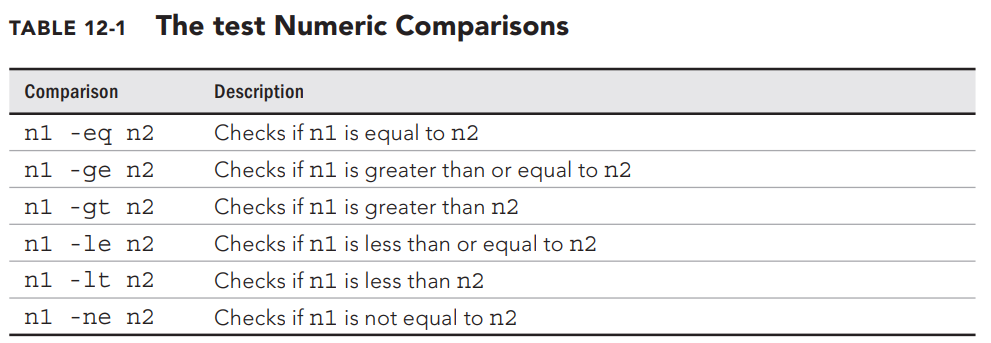 TABLE 12-1 The test Numeric Comparisons
Comparison Description
n1 -eq n2 Checks if n1 is equal to n2
n1 -ge n2 Checks if n1 is greater than or equal to n2
n1 -gt n2 Checks if n1 is greater than n2
n1 -le n2 Checks if n1 is less than or equal to n2
n1 -lt n2 Checks if n1 is less than n2
n1 -ne n2 Checks if n1 is not equal to n2